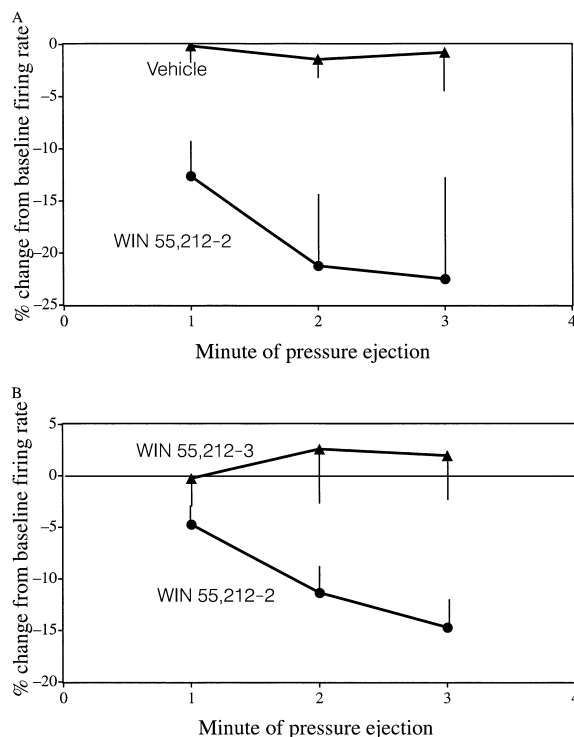 A
% change from baseline firing rate
0
Vehicle
−5
−10
−15
WIN 55,212–2
−20
−25
0 1 2 3 4
Minute of pressure ejection
B
% change from baseline firing rate
5
WIN 55,212–3
0
−5
−10
WIN 55,212–2
−15
−20
0 1 2 3 4
Minute of pressure ejection